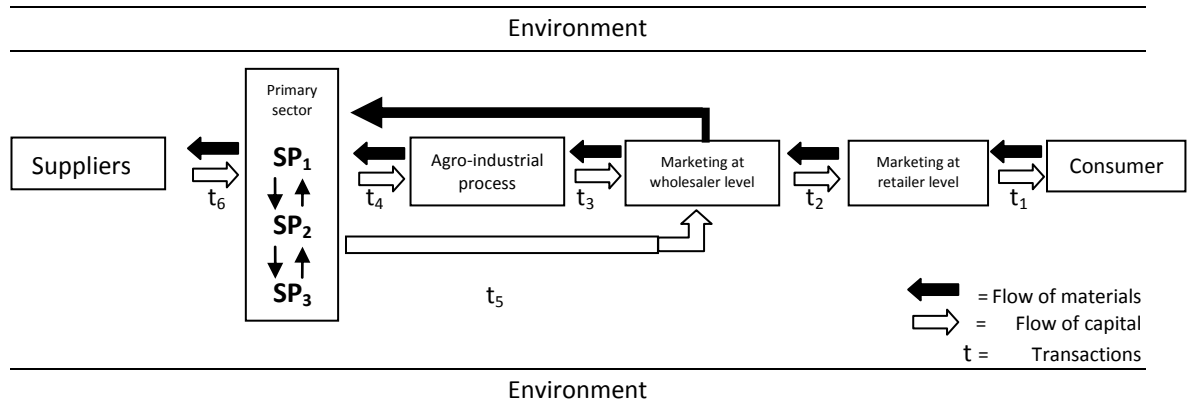 Environment
Suppliers
t6
Primary
sector
SP1
SP2
SP3
t4
Agro-industrial
process
t3
Marketing at
wholesaler level
t2
Marketing at
retailer level
t1
Consumer
t5
= Flow of materials
= Flow of capital
t = Transactions
Environment